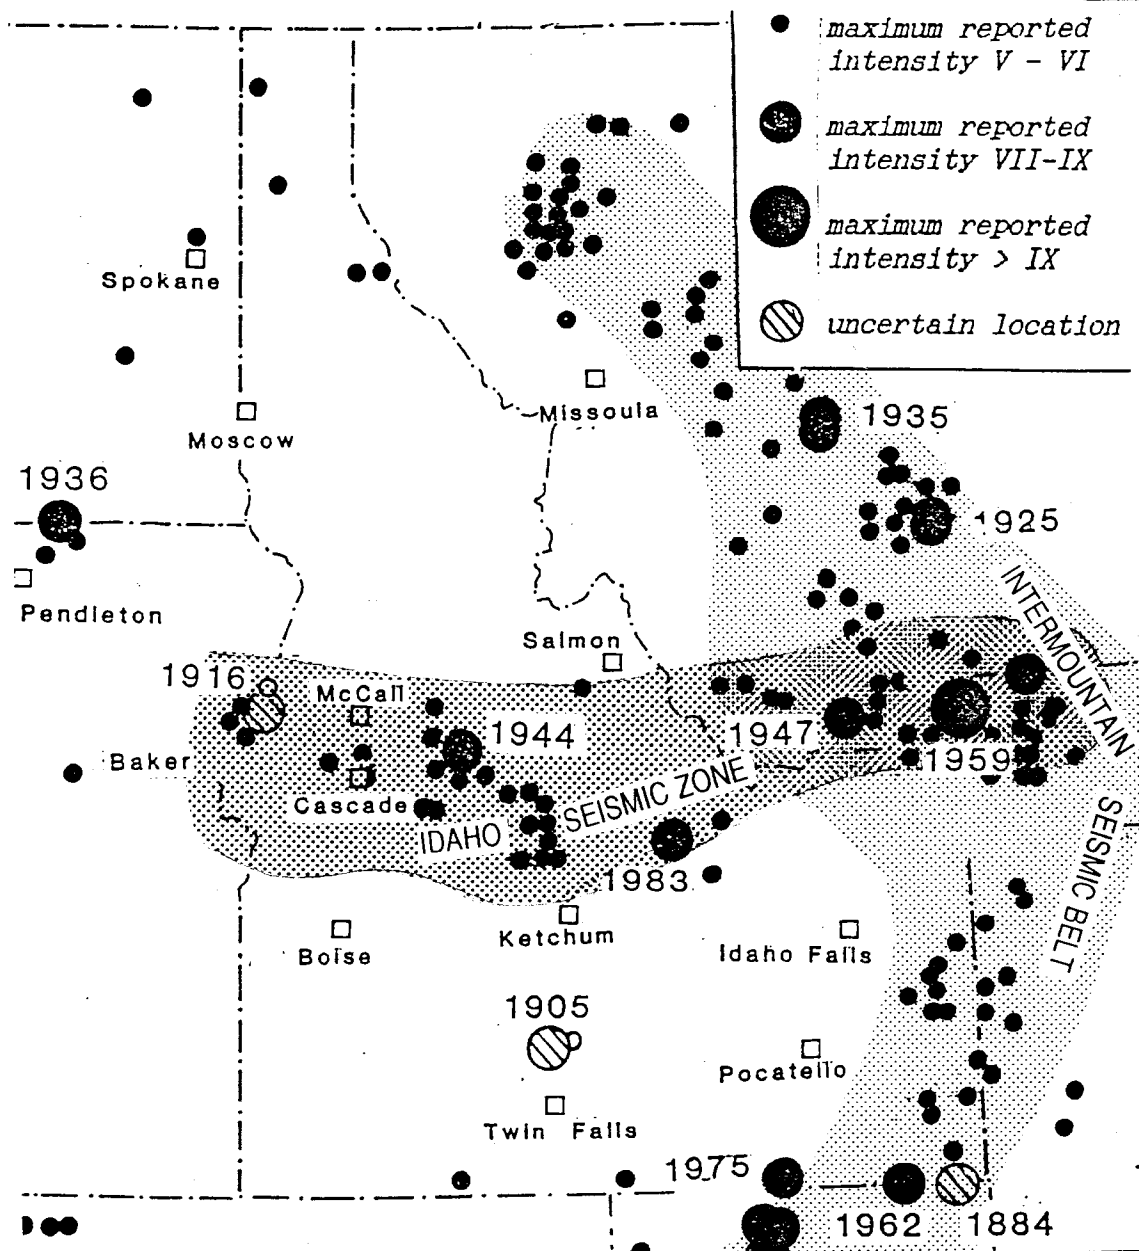 maximum reported
intensity V - VI
maximum reported
intensity VII-IX
maximum reported
intensity > IX
uncertain location
Spokane
Missoula
1935
Moscow
1936
1925
Pendleton
INTERMOUNTAIN
Salmon
1916
McCall
1944
1947
Baker
1959
Cascade
IDAHO SEISMIC ZONE
SEISMIC BELT
1983
Ketchum
Boise
Idaho Falls
1905
Pocatello
Twin Falls
1975
1962
1884